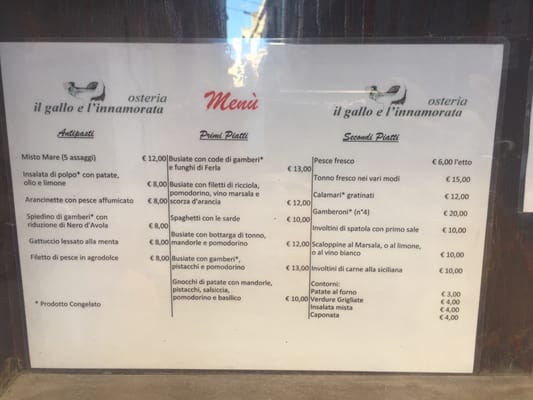 osteria
il gallo e l'innamorata
Menù
osteria
il gallo e l'innamorata
Antipasti
Misto Mare (5 assaggi) € 12,00
Insalata di polpo* con patate,
olio e limone € 8,00
Arancinette con pesce affumicato € 8,00
Spiedino di gamberi* con
riduzione di Nero d'Avola € 8,00
Gattuccio lessato alla menta € 8,00
Filetto di pesce in agrodolce € 8,00
* Prodotto Congelato
Primi Piatti
Busiate con code di gamberi*
e funghi di Ferla € 13,00
Busiate con filetti di ricciola,
pomodorino, vino marsala e
scorza d'arancia € 12,00
Spaghetti con le sarde € 10,00
Busiate con bottarga di tonno,
mandorle e pomodorino € 12,00
Busiate con gamberi*,
pistacchi e pomodorino € 13,00
Gnocchi di patate con mandorle,
pistacchi, salsiccia,
pomodorino e basilico € 10,00
Secondi Piatti
Pesce fresco € 6,00 l'etto
Tonno fresco nei vari modi € 15,00
Calamari* gratinati € 12,00
Gamberoni* (n°4) € 20,00
Involtini di spatola con primo sale € 10,00
Scaloppine al Marsala, o al limone,
o al vino bianco € 10,00
Involtini di carne alla siciliana € 10,00
Contorni:
Patate al forno € 3,00
Verdure Grigliate € 4,00
Insalata mista € 4,00
Caponata € 4,00